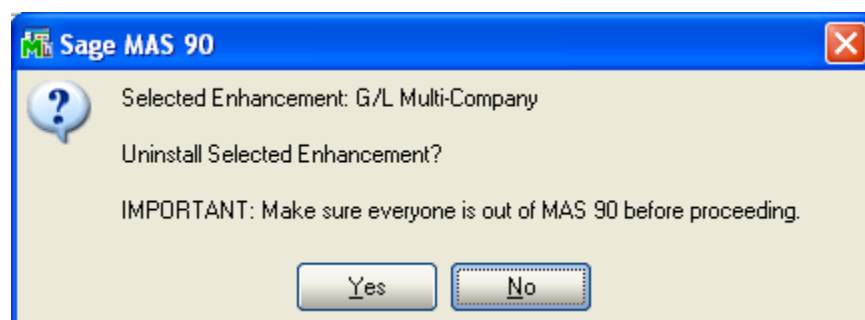 Sage MAS 90
Selected Enhancement: G/L Multi-Company
Uninstall Selected Enhancement?
IMPORTANT: Make sure everyone is out of MAS 90 before proceeding.
Yes No